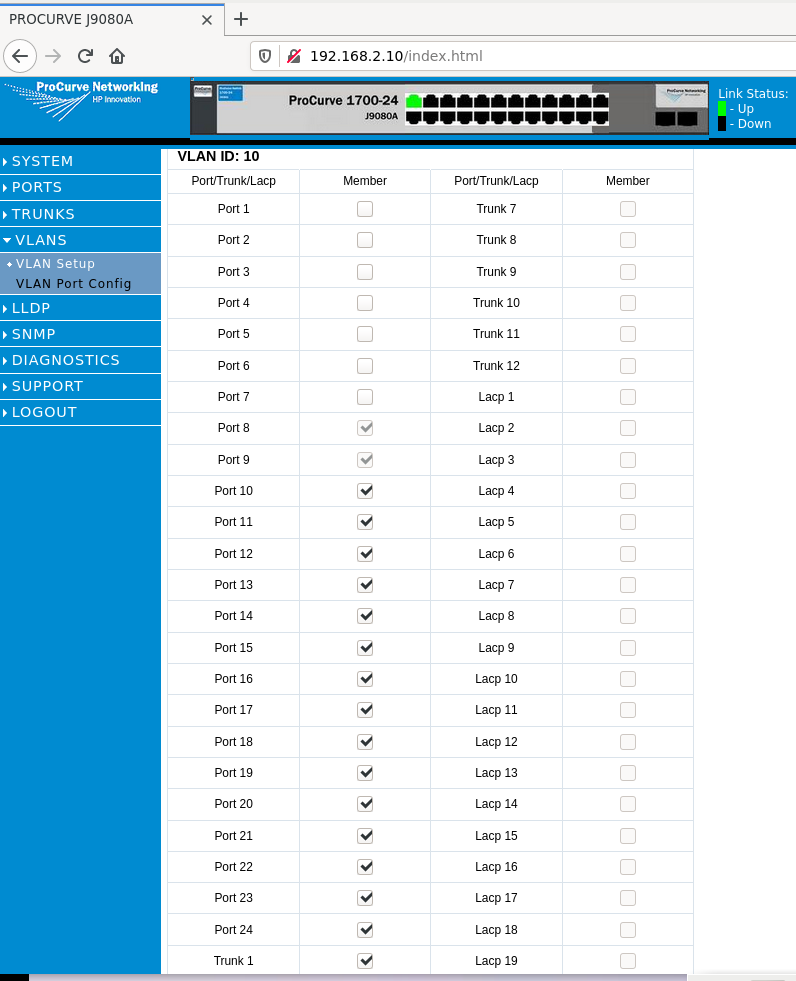 PROCURVE J9080A
192.168.2.10/index.html
ProCurve Networking
HP Innovation
ProCurve 1700-24
J9080A
ProCurve Networking
Link Status:
- Up
- Down
SYSTEM
PORTS
TRUNKS
VLANS
VLAN Setup
VLAN Port Config
LLDP
SNMP
DIAGNOSTICS
SUPPORT
LOGOUT
VLAN ID: 10
Port/Trunk/Lacp Member Port/Trunk/Lacp Member
Port 1 Trunk 7
Port 2 Trunk 8
Port 3 Trunk 9
Port 4 Trunk 10
Port 5 Trunk 11
Port 6 Trunk 12
Port 7 Lacp 1
Port 8 Lacp 2
Port 9 Lacp 3
Port 10 Lacp 4
Port 11 Lacp 5
Port 12 Lacp 6
Port 13 Lacp 7
Port 14 Lacp 8
Port 15 Lacp 9
Port 16 Lacp 10
Port 17 Lacp 11
Port 18 Lacp 12
Port 19 Lacp 13
Port 20 Lacp 14
Port 21 Lacp 15
Port 22 Lacp 16
Port 23 Lacp 17
Port 24 Lacp 18
Trunk 1 Lacp 19